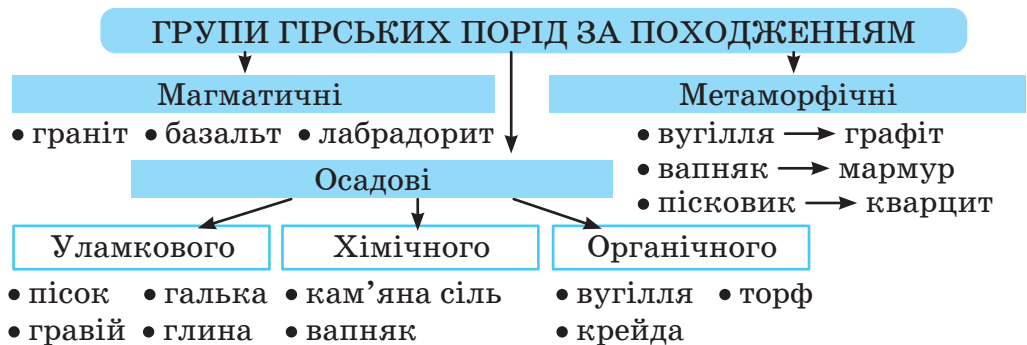 ГРУПИ ГІРСЬКИХ ПОРІД ЗА ПОХОДЖЕННЯМ
Магматичні
• граніт • базальт • лабрадорит
Метаморфічні
• вугілля → графіт
• вапняк → мармур
• пісковик → кварцит
Осадові
Уламкового
• пісок • галька
• гравій • глина
Хімічного
• кам’яна сіль
• вапняк
Органічного
• вугілля • торф
• крейда